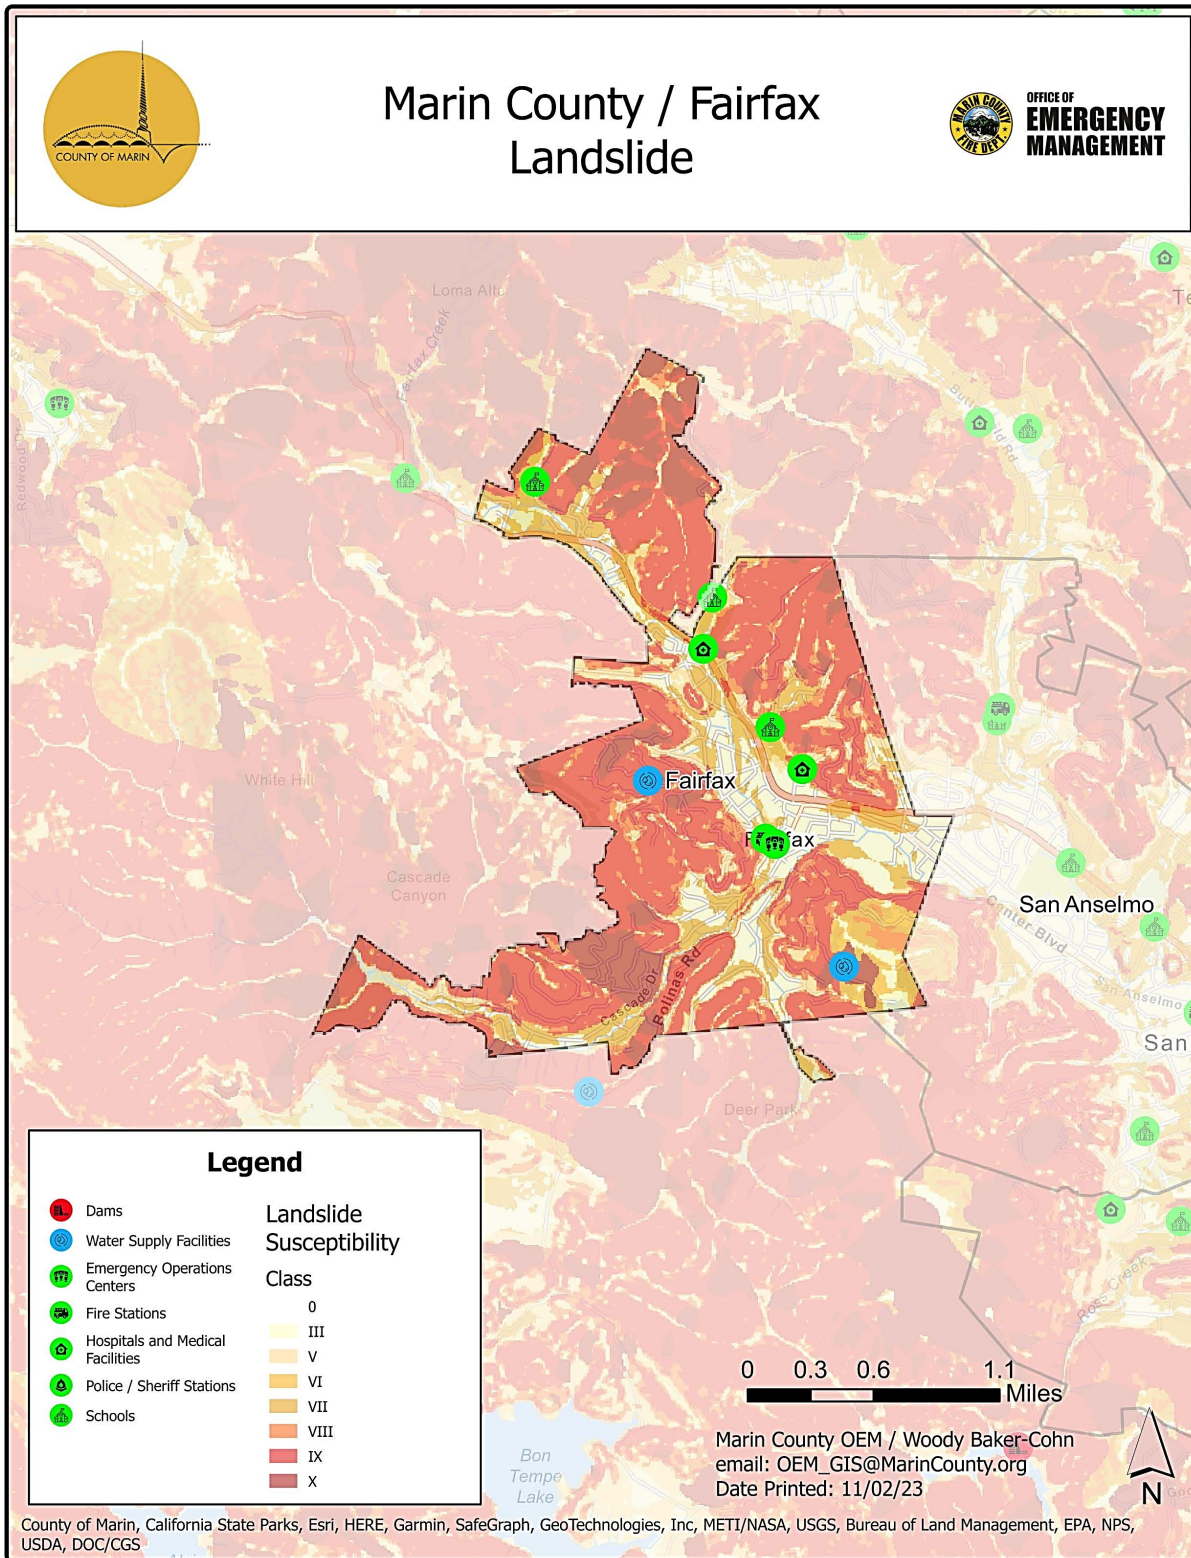 COUNTY OF MARIN
Marin County / Fairfax
Landslide
MARIN COUNTY
FIRE DEPT.
OFFICE OF
EMERGENCY
MANAGEMENT
Loma Alta
Fairfax Creek
Redwood Dr
Butterfield Rd
White Hill
Fairfax
Cascade
Canyon
San Anselmo
Center Blvd
San Anselmo
San
Cascade Dr
Bolinas Rd
Deer Park
Ross Creek
Bon
Tempe
Lake
Legend
Dams
Water Supply Facilities
Emergency Operations
Centers
Fire Stations
Hospitals and Medical
Facilities
Police / Sheriff Stations
Schools
Landslide
Susceptibility
Class
0
III
V
VI
VII
VIII
IX
X
0 0.3 0.6 1.1
Miles
Marin County OEM / Woody Baker-Cohn
email: OEM_GIS@MarinCounty.org
Date Printed: 11/02/23
N
County of Marin, California State Parks, Esri, HERE, Garmin, SafeGraph, GeoTechnologies, Inc, METI/NASA, USGS, Bureau of Land Management, EPA, NPS,
USDA, DOC/CGS